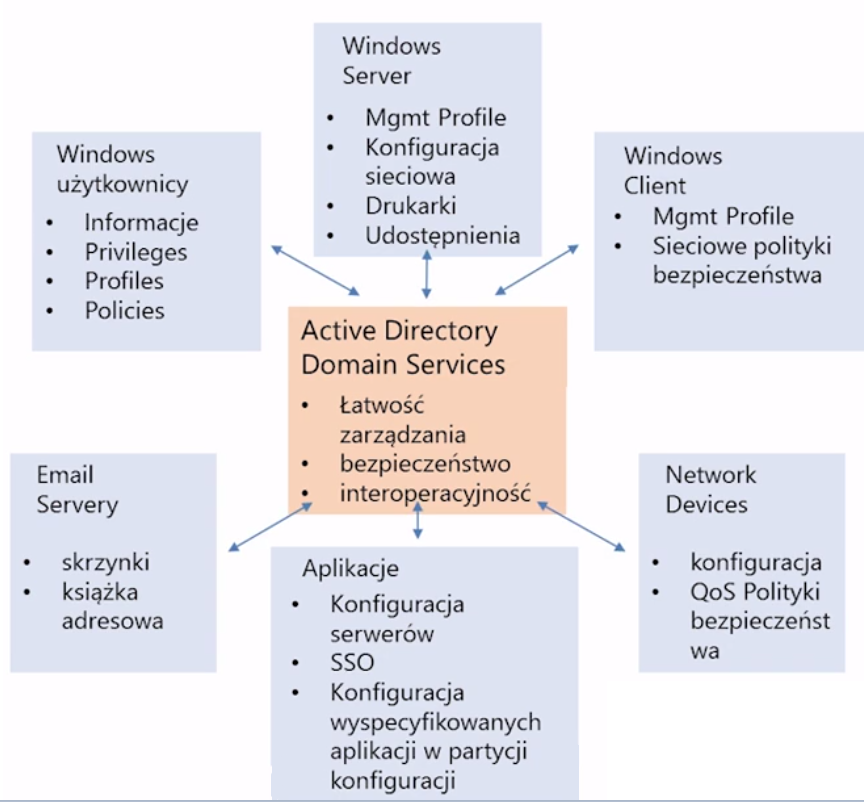 Windows
Server
• Mgmt Profile
• Konfiguracja
sieciowa
• Drukarki
• Udostępnienia
Windows
użytkownicy
• Informacje
• Privileges
• Profiles
• Policies
Windows
Client
• Mgmt Profile
• Sieciowe polityki
bezpieczeństwa
Active Directory
Domain Services
• Łatwość
zarządzania
• bezpieczeństwo
• interoperacyjność
Email
Servery
• skrzynki
• książka
adresowa
Aplikacje
• Konfiguracja
serwerów
• SSO
• Konfiguracja
wyspecyfikowanych
aplikacji w partycji
konfiguracji
Network
Devices
• konfiguracja
• QoS Polityki
bezpieczeńst
wa